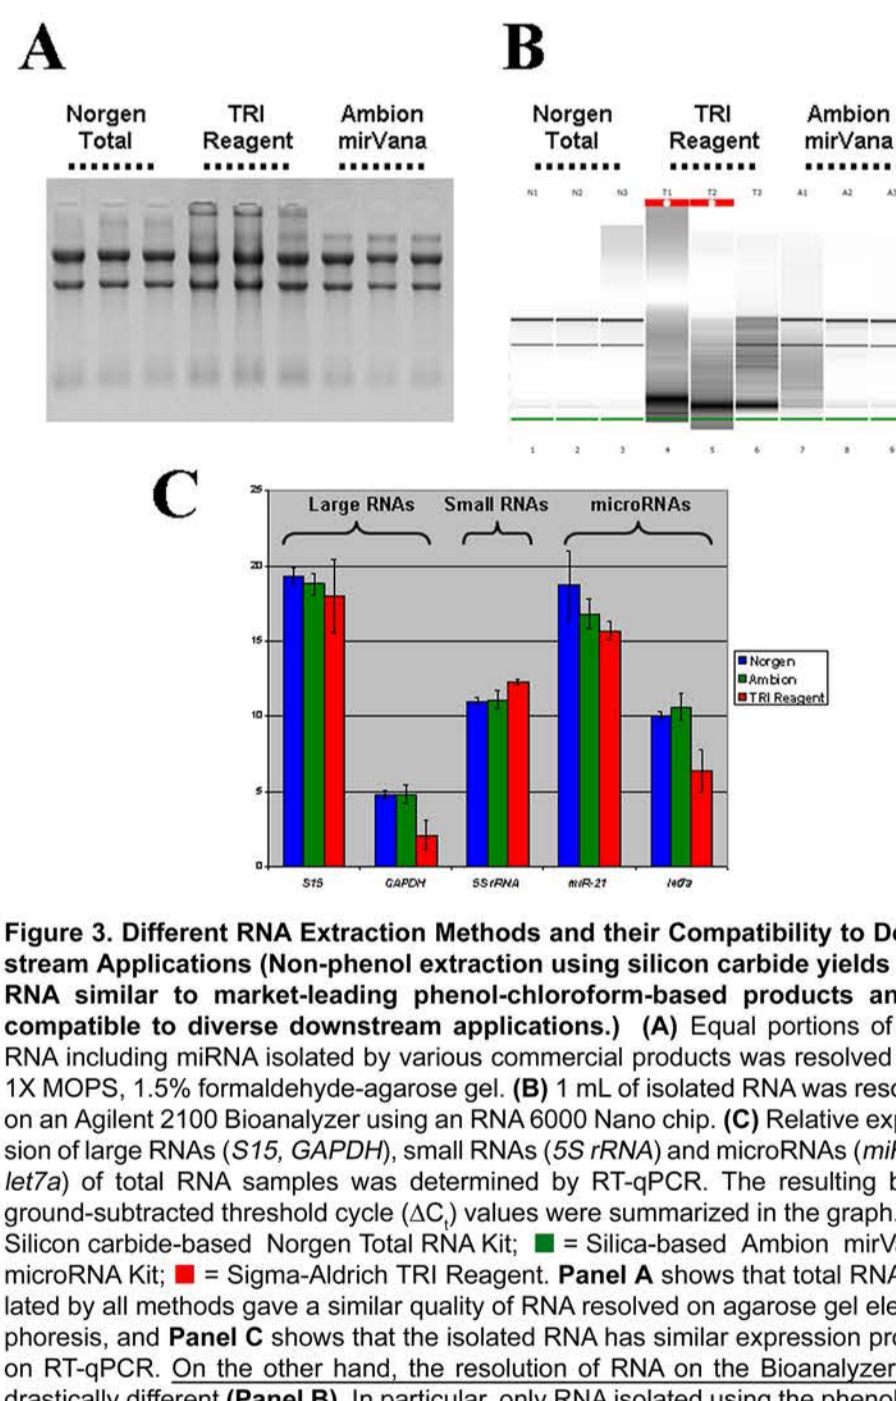 A
B
Norgen Total
TRI Reagent
Ambion mirVana
Norgen Total
TRI Reagent
Ambion mirVana
N1 N2 N3 T1 T2 T3 A1 A2 A3
1 2 3 4 5 6 7 8 9
C
25
20
15
10
5
0
Large RNAs Small RNAs microRNAs
Norgen
Ambion
TRI Reagent
S15 GAPDH 5S rRNA miR-21 let7a
Figure 3. Different RNA Extraction Methods and their Compatibility to
stream Applications (Non-phenol extraction using silicon carbide yields
RNA similar to market-leading phenol-chloroform-based products
compatible to diverse downstream applications.) (A) Equal portions of
RNA including miRNA isolated by various commercial products was resolved
1X MOPS, 1.5% formaldehyde-agarose gel. (B) 1 mL of isolated RNA was
on an Agilent 2100 Bioanalyzer using an RNA 6000 Nano chip. (C) Relative
sion of large RNAs (S15, GAPDH), small RNAs (5S rRNA) and microRNAs
let7a) of total RNA samples was determined by RT-qPCR. The resulting
ground-subtracted threshold cycle (ΔCt) values were summarized in the graph.
Silicon carbide-based Norgen Total RNA Kit; = Silica-based Ambion
microRNA Kit; = Sigma-Aldrich TRI Reagent. Panel A shows that total RNA
lated by all methods gave a similar quality of RNA resolved on agarose gel
phoresis, and Panel C shows that the isolated RNA has similar expression
on RT-qPCR. On the other hand, the resolution of RNA on the Bioanalyzer
drastically different (Panel B). In particular, only RNA isolated using the